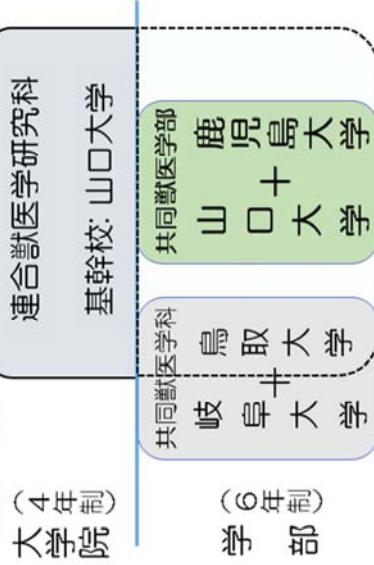 連合獣医学研究科
基幹校: 山口大学
大学院
（4年制）
共同獣医学科
岐阜大学
＋
鳥取大学
共同獣医学部
山口大学
＋
鹿児島大学
学部
（6年制）